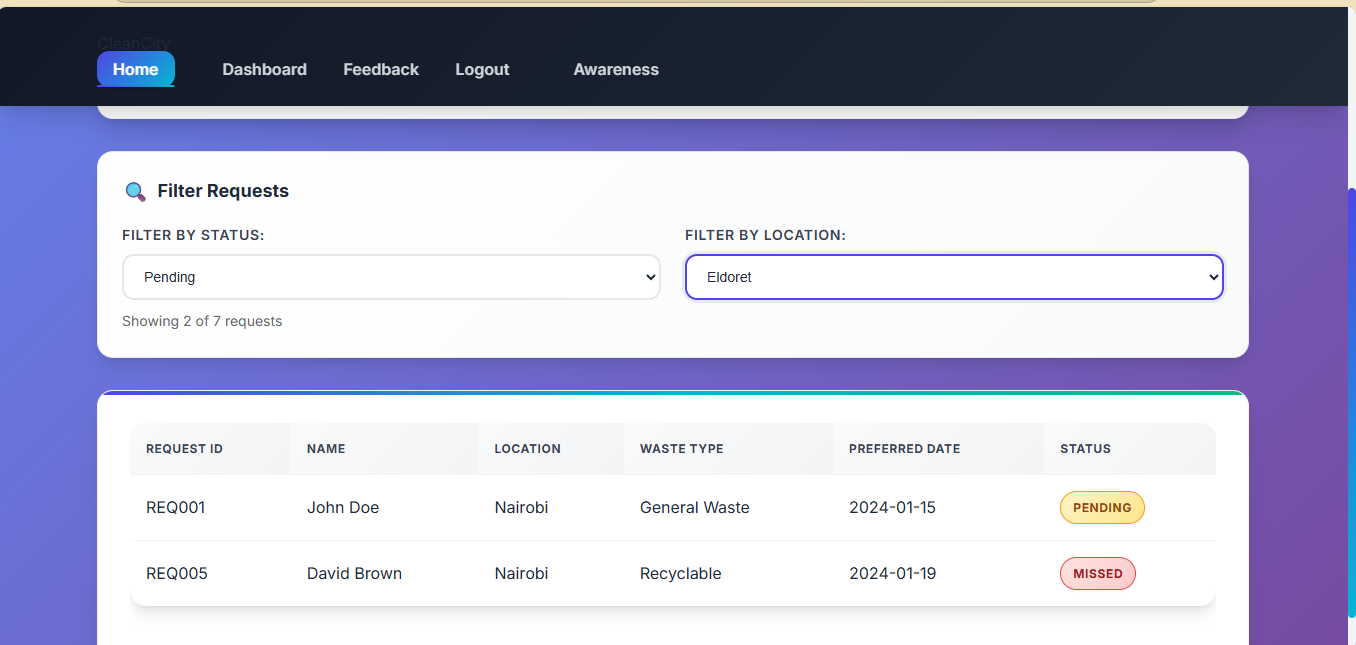 CleanCity
Home Dashboard Feedback Logout Awareness
Filter Requests
FILTER BY STATUS: FILTER BY LOCATION:
Pending Eldoret
Showing 2 of 7 requests
REQUEST ID NAME LOCATION WASTE TYPE PREFERRED DATE STATUS
REQ001 John Doe Nairobi General Waste 2024-01-15 PENDING
REQ005 David Brown Nairobi Recyclable 2024-01-19 MISSED